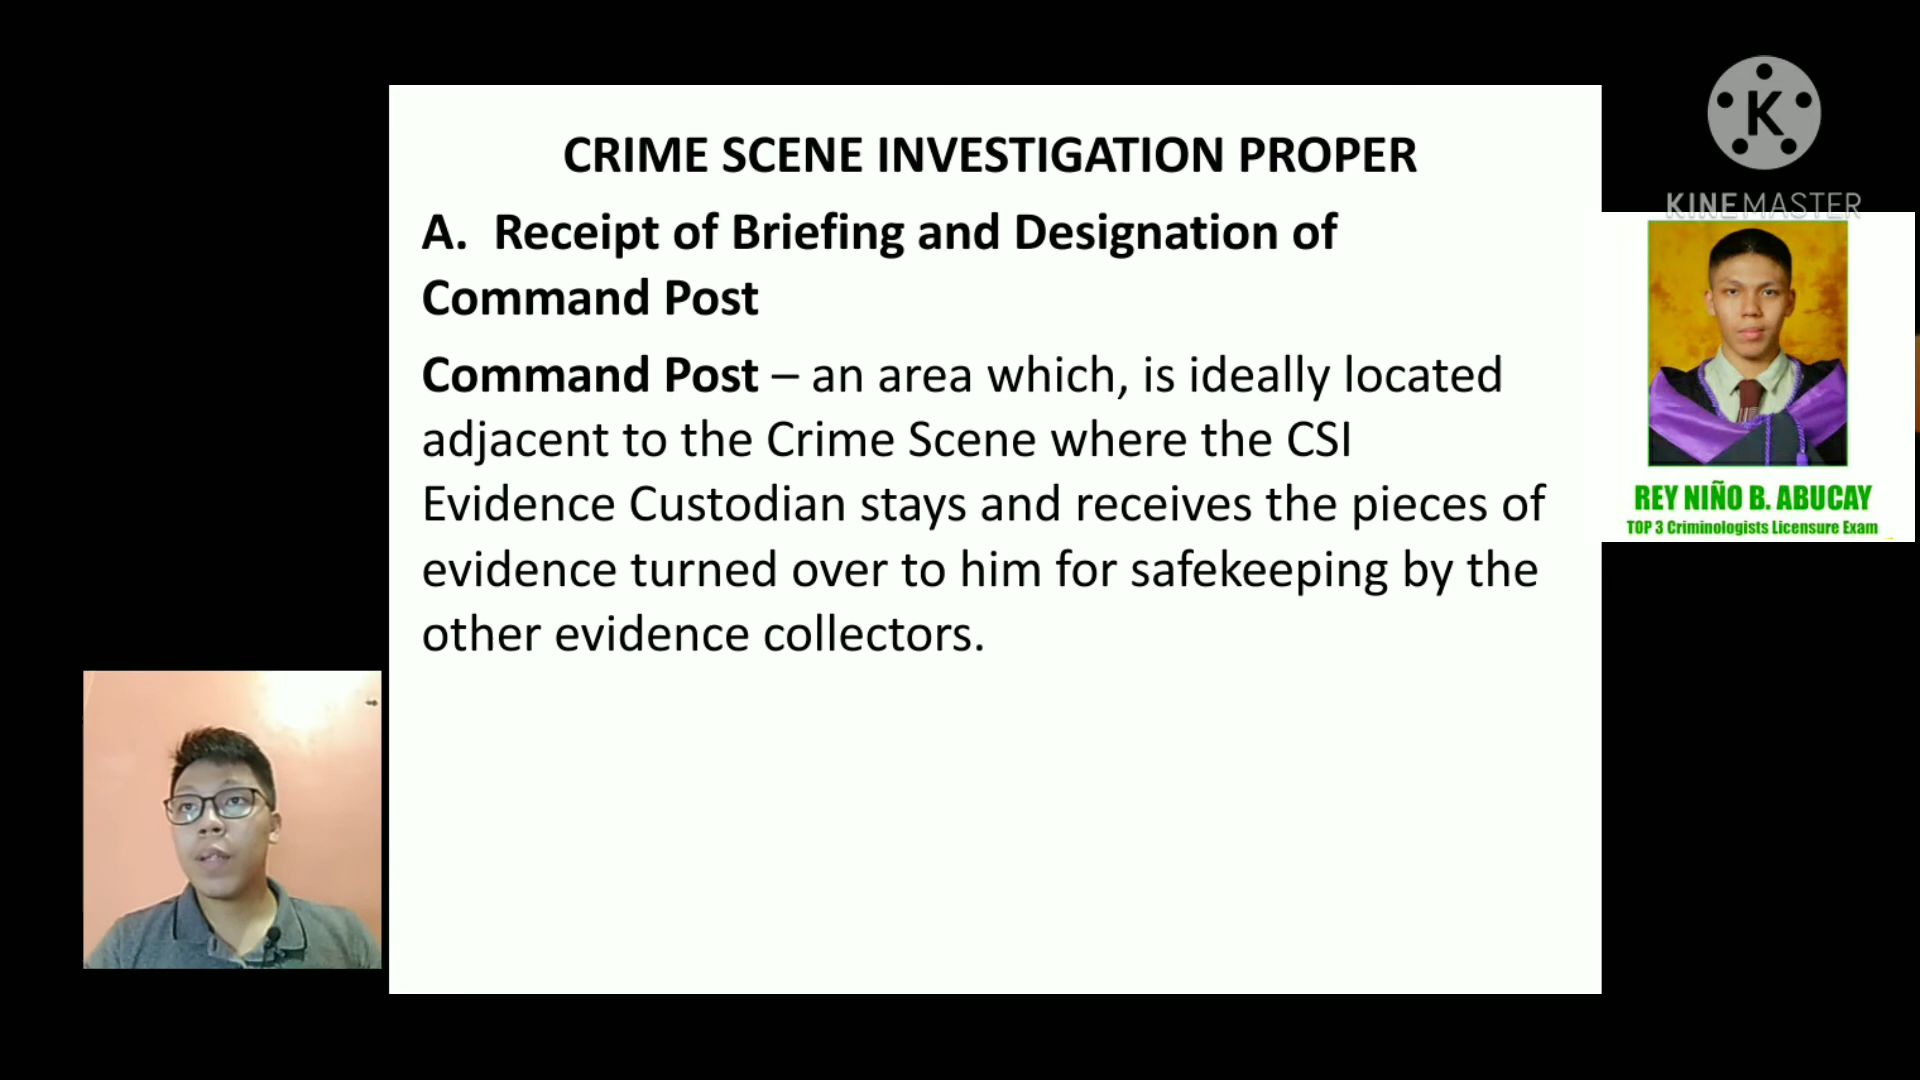 CRIME SCENE INVESTIGATION PROPER
A. Receipt of Briefing and Designation of
Command Post
Command Post – an area which, is ideally located
adjacent to the Crime Scene where the CSI
Evidence Custodian stays and receives the pieces of
evidence turned over to him for safekeeping by the
other evidence collectors.
K
KINEMASTER
REY NIÑO B. ABUCAY
TOP 3 Criminologists Licensure Exam